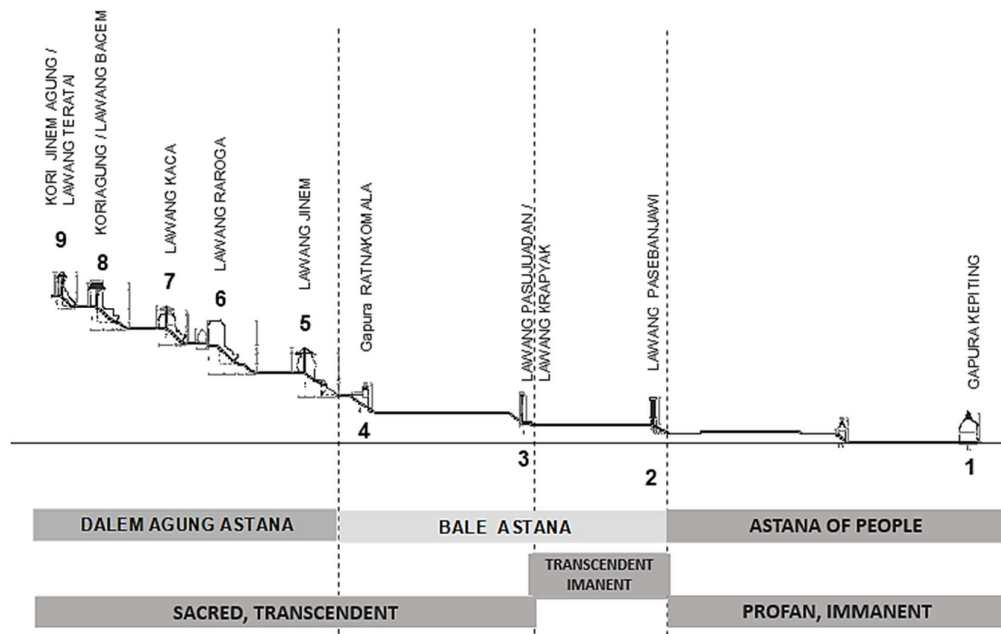 KORI JINEM AGUNG /
LAWANG TERATAI
KORIAGUNG / LAWANG BACEM
LAWANG KACA
LAWANG RAROGA
LAWANG JINEM
Gapura RATNAKOMALA
LAWANG PASUJUADAN /
LAWANG KRAPYAK
LAWANG PASEBANJAWI
GAPURA KEPITING
9
8
7
6
5
4
3
2
1
DALEM AGUNG ASTANA
BALE ASTANA
ASTANA OF PEOPLE
TRANSCENDENT
IMANENT
SACRED, TRANSCENDENT
PROFAN, IMMANENT